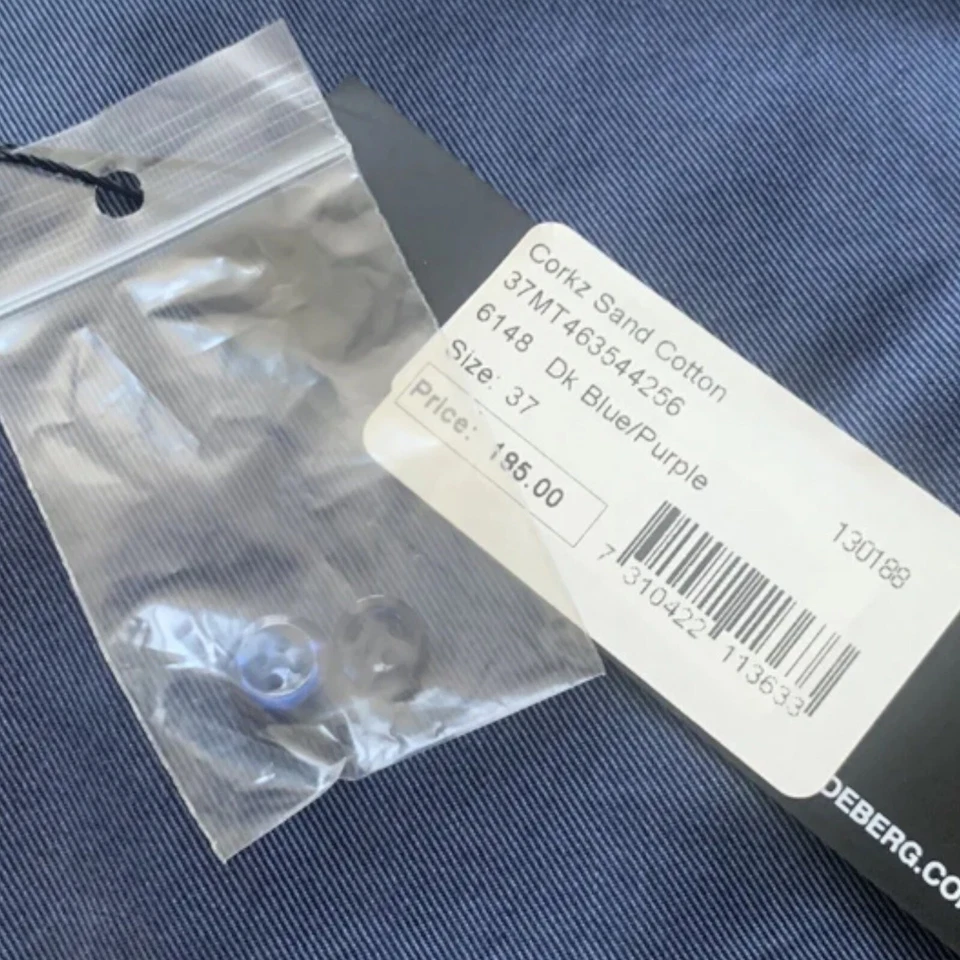 Corkz Sand Cotton
37MT463544256
6148 Dk Blue/Purple
Size: 37
Price: 195.00
130188
7 310422 113633
DEBERG.CO